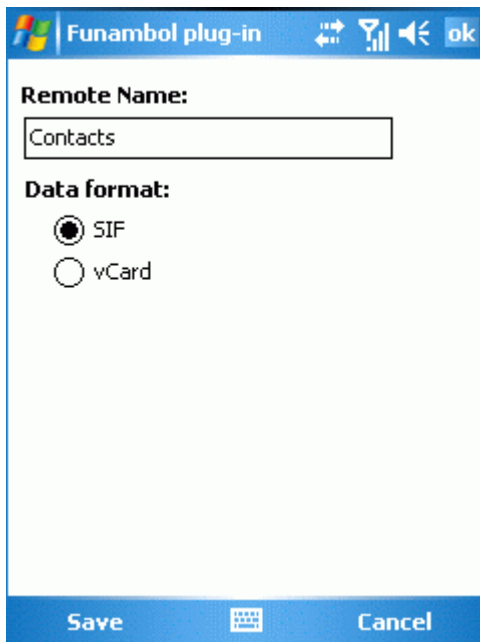 Funambol plug-in ok
Remote Name:
Contacts
Data format:
SIF
vCard
Save Cancel